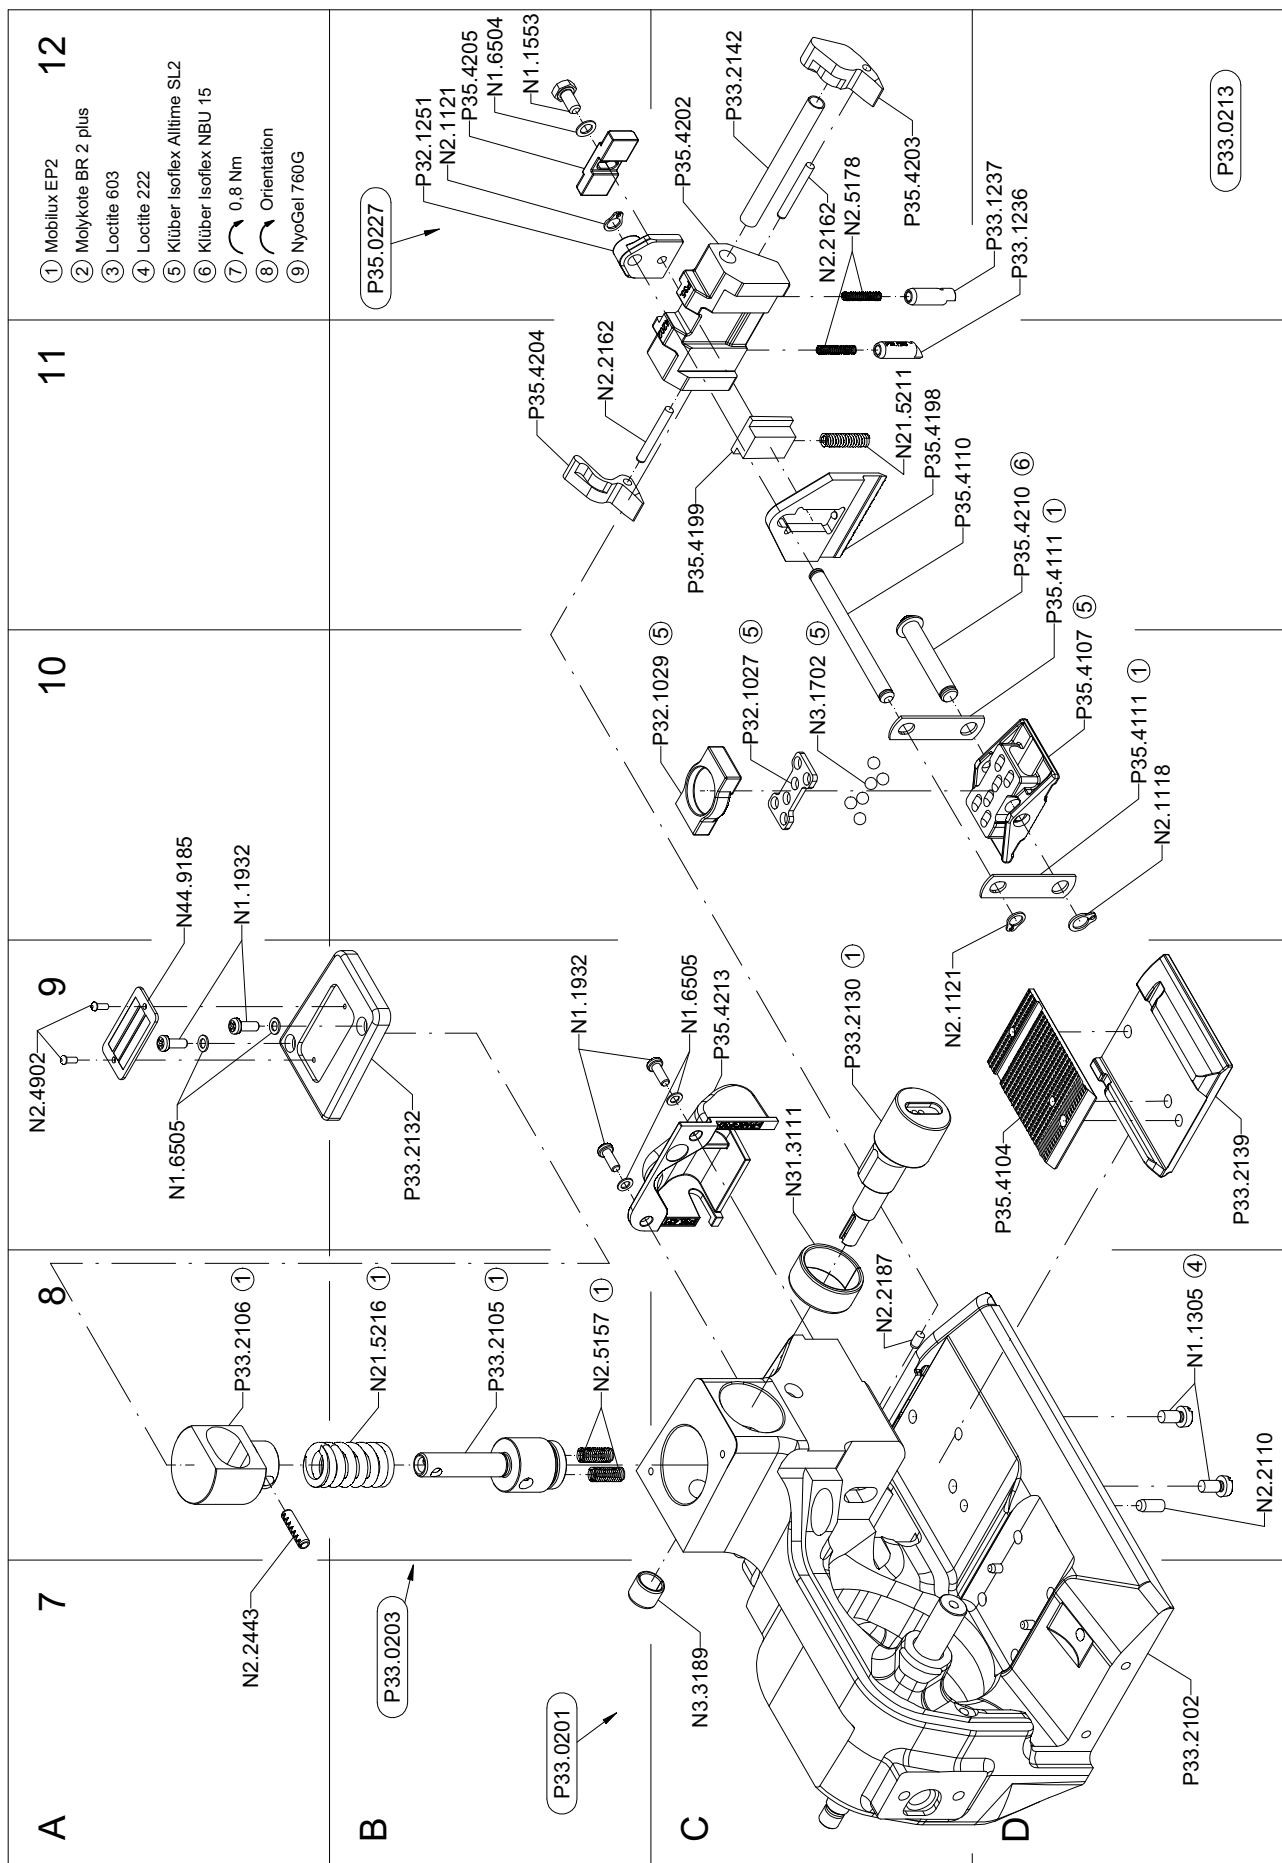 12
① Mobilux EP2
② Molykote BR 2 plus
③ Loctite 603
④ Loctite 222
⑤ Klüber Isoflex Alltime SL2
⑥ Klüber Isoflex NBU 15
⑦ 0,8 Nm
⑧ Orientation
⑨ NyoGel 760G
11
10
9
8
7
A
B
C
D
P35.0227
P32.1251
N2.1121
P35.4205
N1.6504
N1.1553
P35.4202
P33.2142
P35.4203
N2.2162
N2.5178
P33.1237
P33.1236
P33.0213
P35.4204
N2.2162
P35.4199
N21.5211
P35.4198
P35.4110
P35.4210 ⑥
P35.4111 ①
P35.4107 ⑤
P35.4111 ①
N2.1118
P32.1029 ⑤
P32.1027 ⑤
N3.1702 ⑤
N2.1121
N44.9185
N1.1932
N2.4902
N1.6505
P33.2132
N1.1932
N1.6505
P35.4213
P33.2130 ①
N31.3111
P35.4104
P33.2139
P33.2106 ①
N21.5216 ①
P33.2105 ①
N2.5157 ①
N2.2187
N1.1305 ④
N2.2110
N2.2443
P33.0203
P33.0201
N3.3189
P33.2102